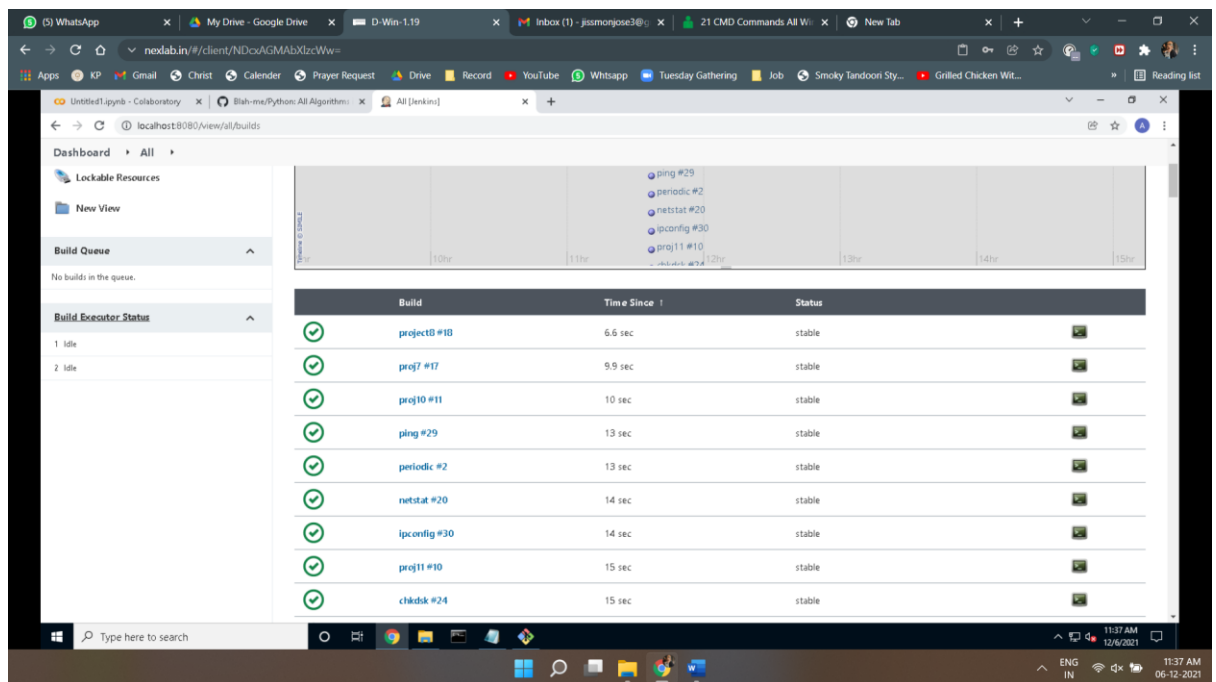 (5) WhatsApp
My Drive - Google Drive
D-Win-1.19
Inbox (1) - jissmonjose3@g
21 CMD Commands All Wi
New Tab
nexlab.in/#/client/NDcxAGMAbXlzcWw=
Apps KP Gmail Christ Calender Prayer Request Drive Record YouTube Whtsapp Tuesday Gathering Job Smoky Tandoori Sty... Grilled Chicken Wit... » Reading list
Untitled1.ipynb - Colaboratory
Blah-me/Python: All Algorithms
All [Jenkins]
localhost:8080/view/all/builds
A
Dashboard All
Lockable Resources
New View
Build Queue
No builds in the queue.
Build Executor Status
1 Idle
2 Idle
Timeline © SIMILE
ping #29
periodic #2
netstat #20
ipconfig #30
proj11 #10
chkdsk #24
hr 10hr 11hr 12hr 13hr 14hr 15hr
Build Time Since ↑ Status
project8 #18 6.6 sec stable
proj7 #17 9.9 sec stable
proj10 #11 10 sec stable
ping #29 13 sec stable
periodic #2 13 sec stable
netstat #20 14 sec stable
ipconfig #30 14 sec stable
proj11 #10 15 sec stable
chkdsk #24 15 sec stable
Type here to search
11:37 AM
12/6/2021
ENG
IN
11:37 AM
06-12-2021